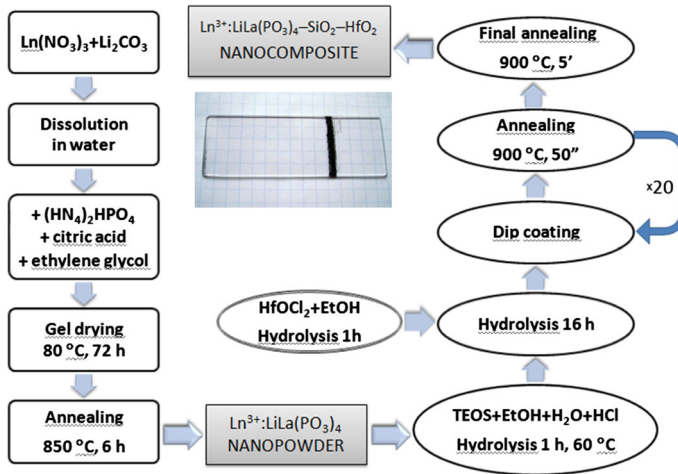 Ln(NO₃)₃+Li₂CO₃
Dissolution
in water
+ (HN₄)₂HPO₄
+ citric acid
+ ethylene glycol
Gel drying
80 °C, 72 h
Annealing
850 °C, 6 h
Ln³⁺:LiLa(PO₃)₄
NANOPOWDER
TEOS+EtOH+H₂O+HCl
Hydrolysis 1 h, 60 °C
HfOCl₂+EtOH
Hydrolysis 1h
Hydrolysis 16 h
Dip coating
×20
Annealing
900 °C, 50”
Final annealing
900 °C, 5’
Ln³⁺:LiLa(PO₃)₄–SiO₂–HfO₂
NANOCOMPOSITE